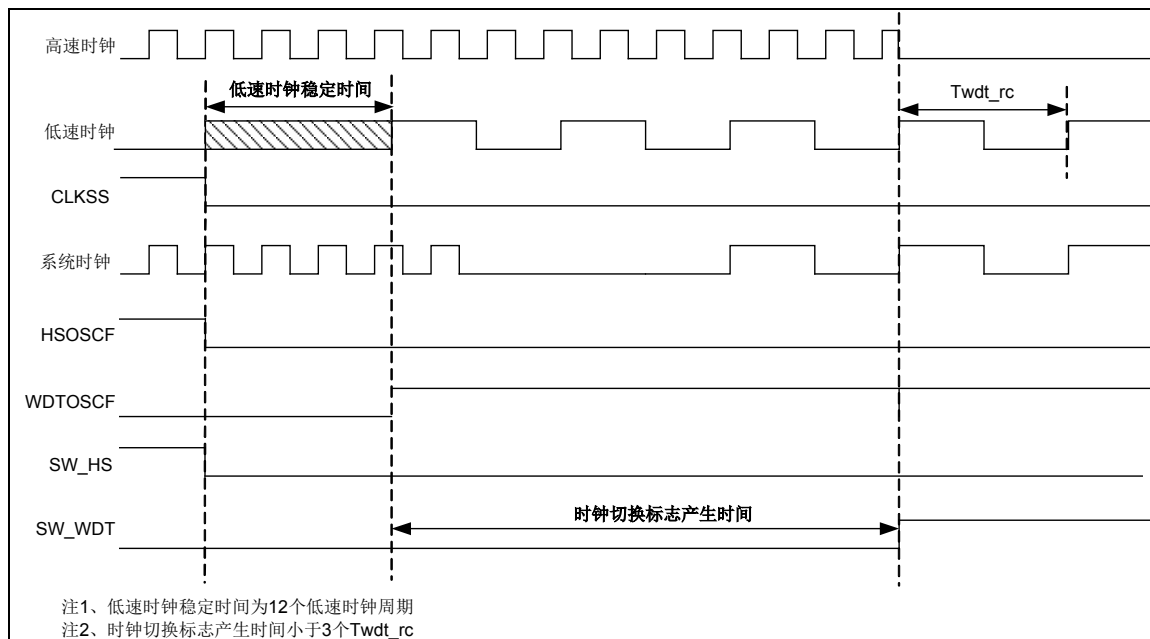 高速时钟
低速时钟稳定时间
Twdt_rc
低速时钟
CLKSS
系统时钟
HSOSCF
WDTOSCF
SW_HS
时钟切换标志产生时间
SW_WDT
注1、低速时钟稳定时间为12个低速时钟周期
注2、时钟切换标志产生时间小于3个Twdt_rc